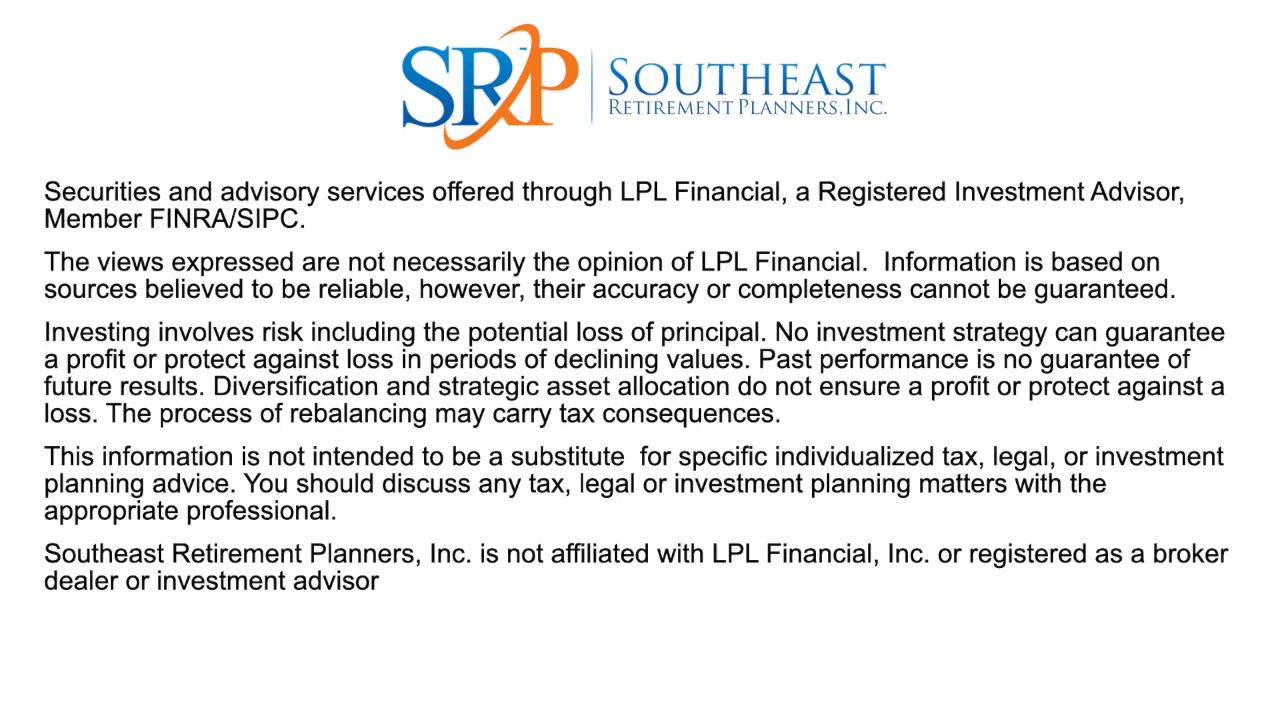 SRP
SOUTHEAST
RETIREMENT PLANNERS, INC.
Securities and advisory services offered through LPL Financial, a Registered Investment Advisor,
Member FINRA/SIPC.
The views expressed are not necessarily the opinion of LPL Financial.  Information is based on
sources believed to be reliable, however, their accuracy or completeness cannot be guaranteed.
Investing involves risk including the potential loss of principal. No investment strategy can guarantee
a profit or protect against loss in periods of declining values. Past performance is no guarantee of
future results. Diversification and strategic asset allocation do not ensure a profit or protect against a
loss. The process of rebalancing may carry tax consequences.
This information is not intended to be a substitute  for specific individualized tax, legal, or investment
planning advice. You should discuss any tax, legal or investment planning matters with the
appropriate professional.
Southeast Retirement Planners, Inc. is not affiliated with LPL Financial, Inc. or registered as a broker
dealer or investment advisor